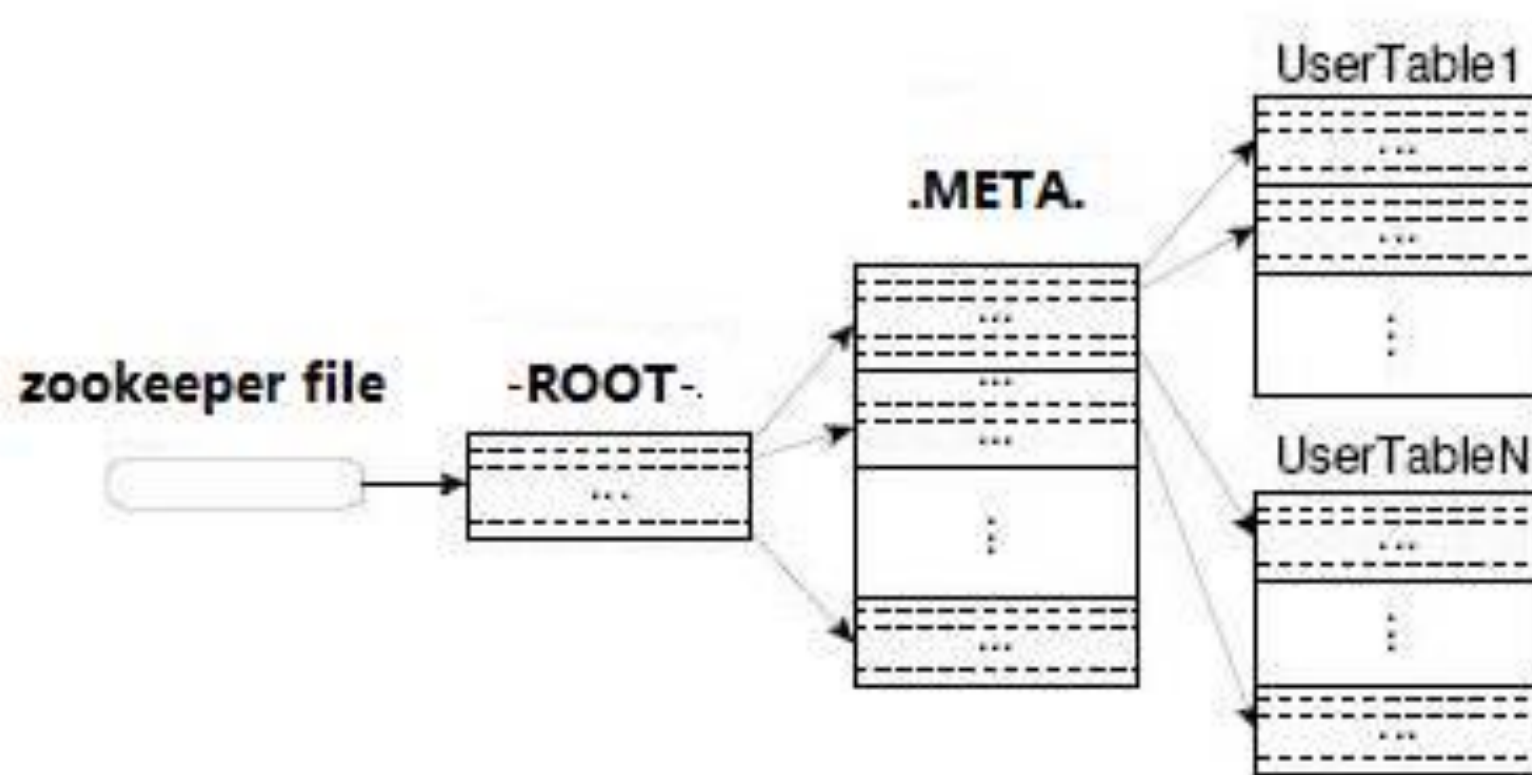 UserTable1
.META.
zookeeper file
-ROOT-.
UserTableN